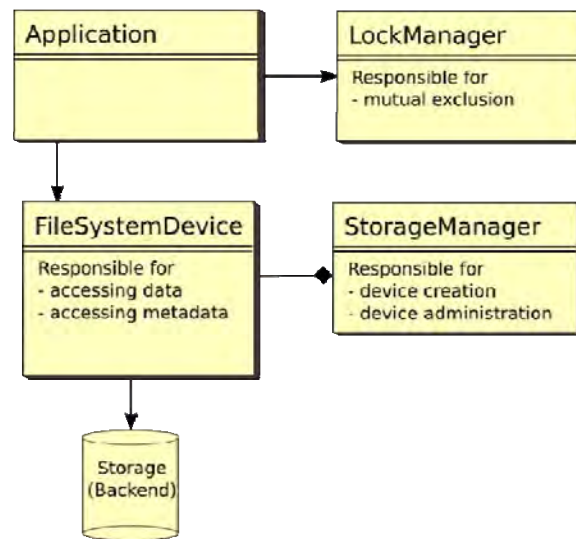 Application
LockManager
Responsible for
- mutual exclusion
FileSystemDevice
Responsible for
- accessing data
- accessing metadata
StorageManager
Responsible for
- device creation
- device administration
Storage
(Backend)